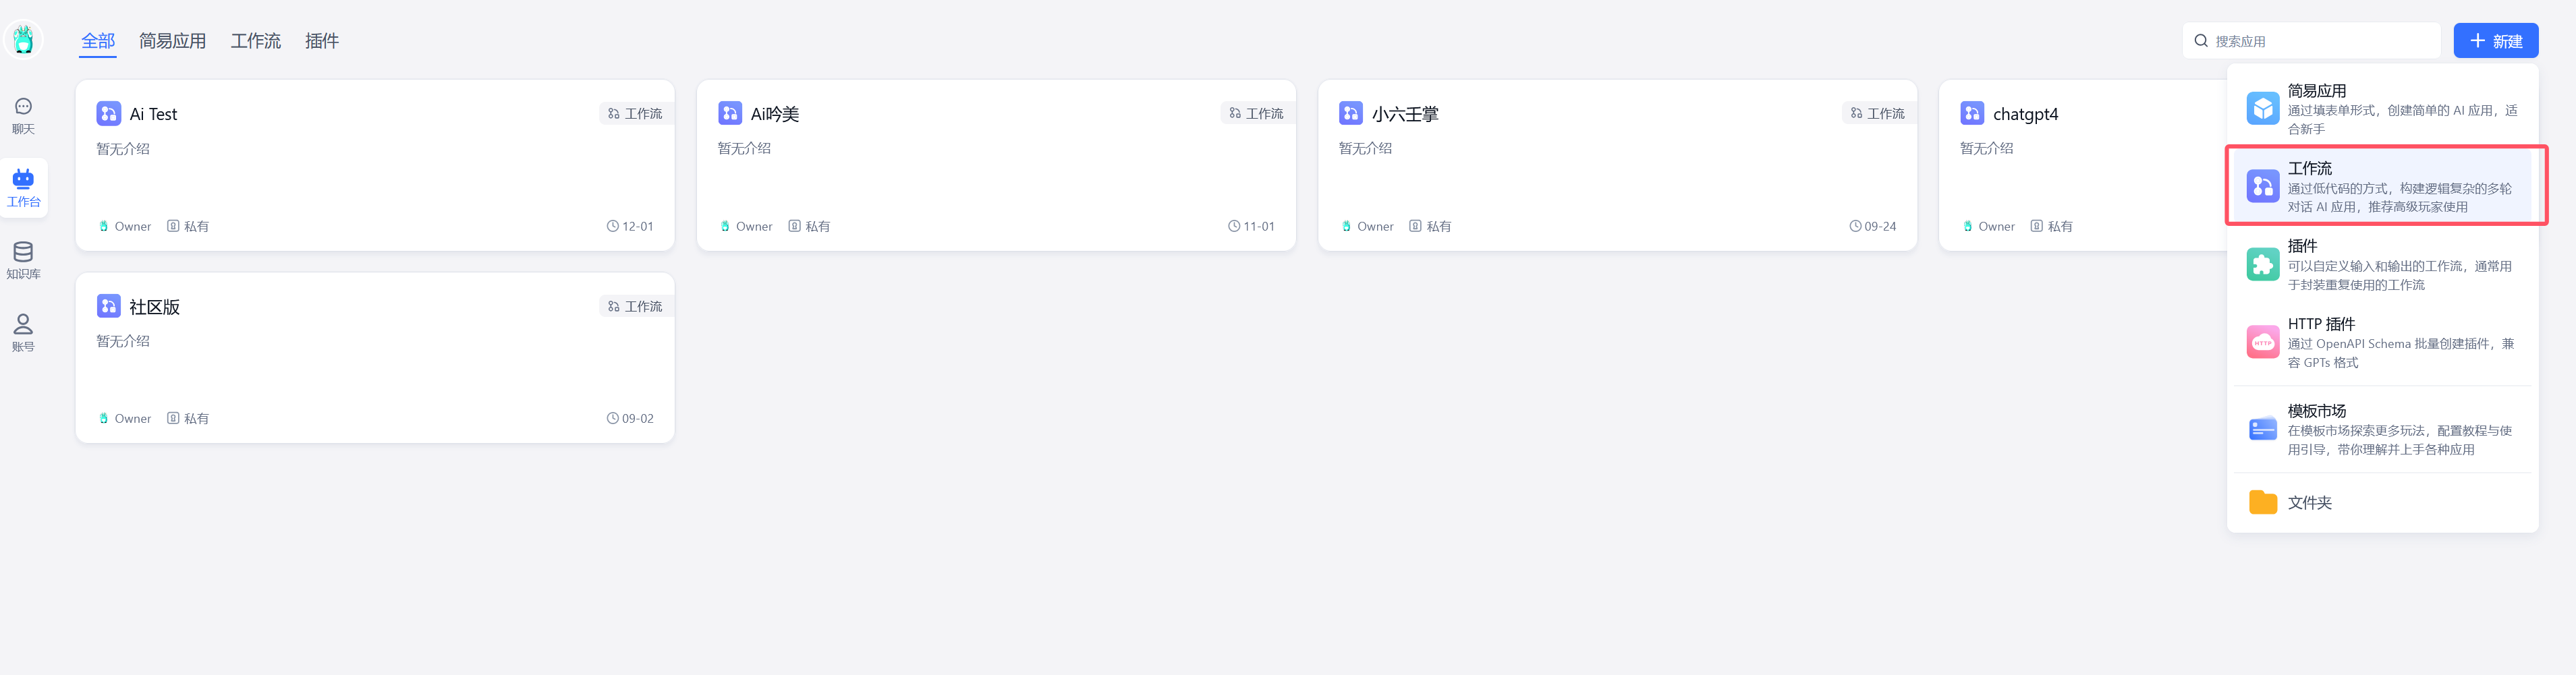 全部 简易应用 工作流 插件
搜索应用
新建
聊天
工作台
知识库
账号
Ai Test
工作流
暂无介绍
Owner 私有
12-01
Ai吟美
工作流
暂无介绍
Owner 私有
11-01
小六壬掌
工作流
暂无介绍
Owner 私有
09-24
chatgpt4
暂无介绍
Owner 私有
社区版
工作流
暂无介绍
Owner 私有
09-02
简易应用
通过填表单形式，创建简单的 AI 应用，适
合新手
工作流
通过低代码的方式，构建逻辑复杂的多轮
对话 AI 应用，推荐高级玩家使用
插件
可以自定义输入和输出的工作流，通常用
于封装重复使用的工作流
HTTP
HTTP 插件
通过 OpenAPI Schema 批量创建插件，兼
容 GPTs 格式
模板市场
在模板市场探索更多玩法，配置教程与使
用引导，带你理解并上手各种应用
文件夹